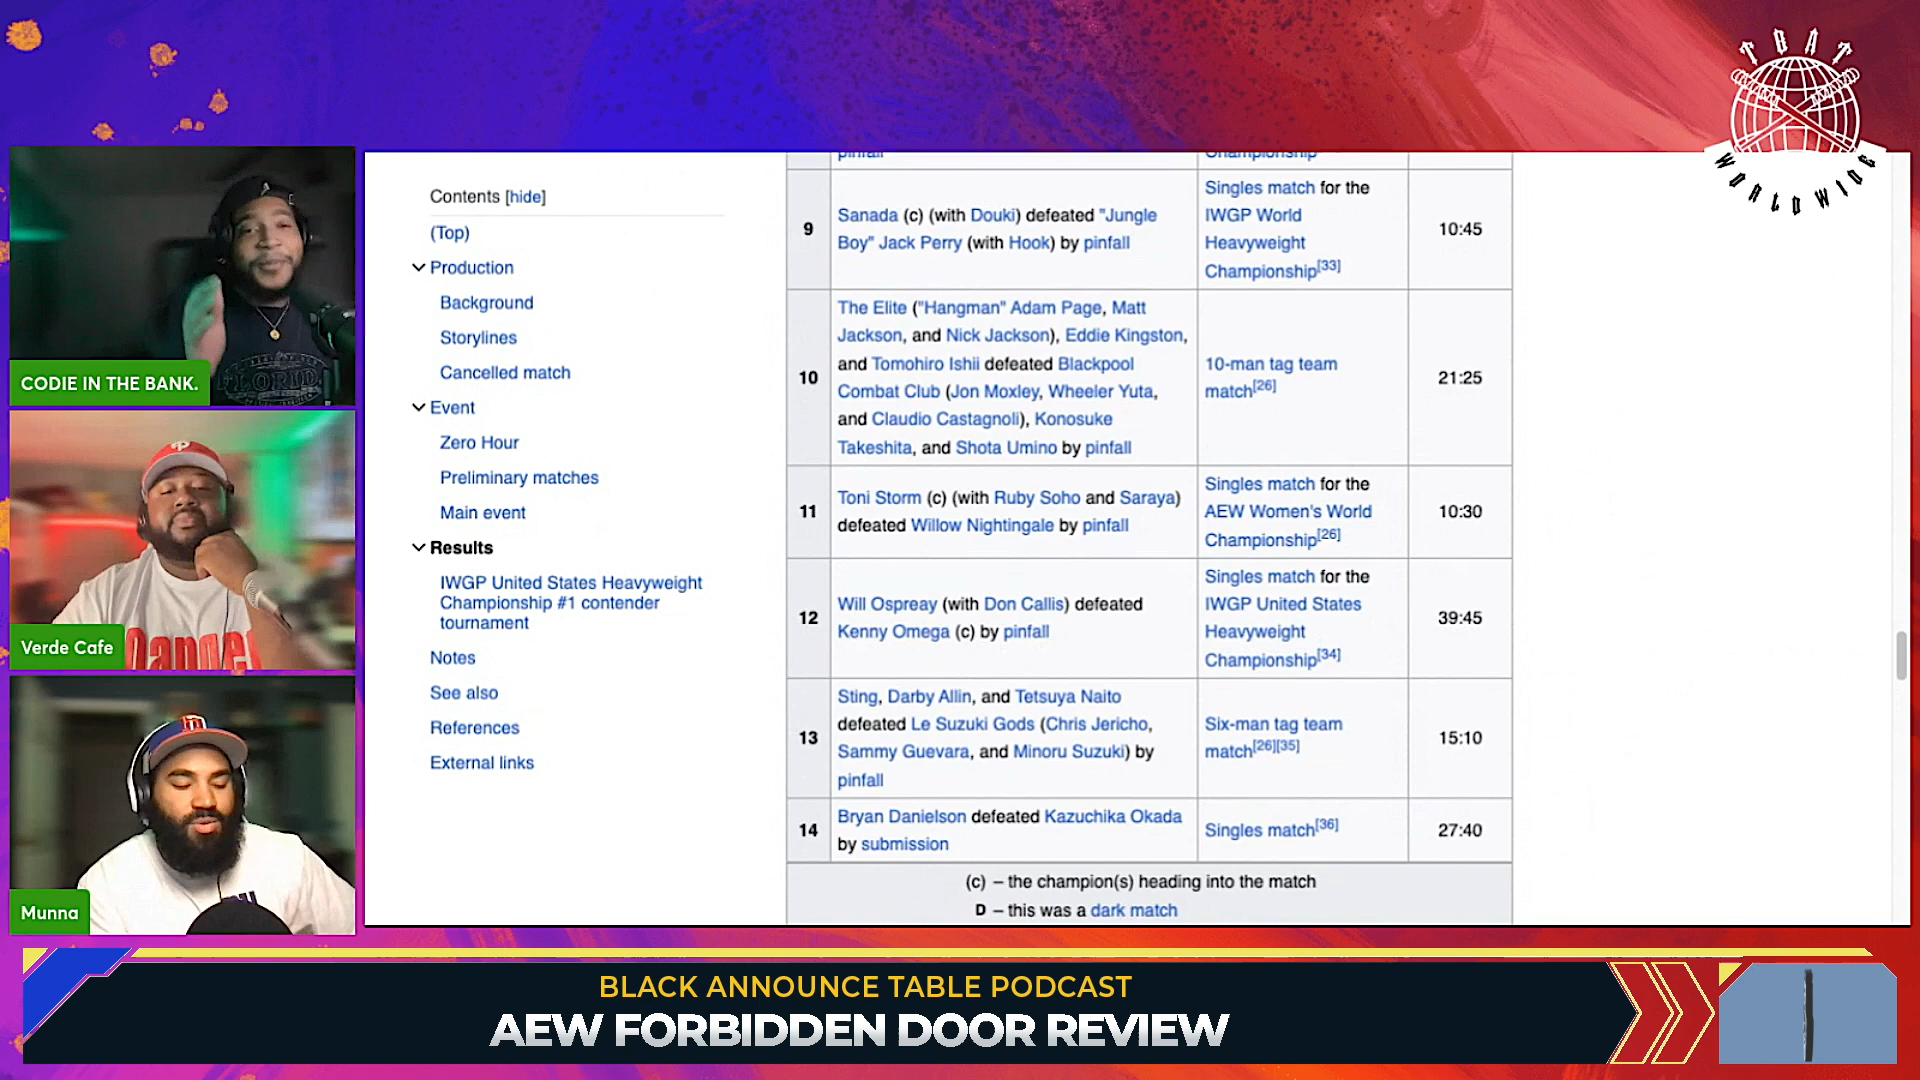 TBAT
WORLDWIDE
CODIE IN THE BANK.
Verde Cafe
Munna
Contents [hide]
(Top)
Production
Background
Storylines
Cancelled match
Event
Zero Hour
Preliminary matches
Main event
Results
IWGP United States Heavyweight
Championship #1 contender
tournament
Notes
See also
References
External links
pinfall
Championship
9
Sanada (c) (with Douki) defeated "Jungle
Boy" Jack Perry (with Hook) by pinfall
Singles match for the
IWGP World
Heavyweight
Championship[33]
10:45
10
The Elite ("Hangman" Adam Page, Matt
Jackson, and Nick Jackson), Eddie Kingston,
and Tomohiro Ishii defeated Blackpool
Combat Club (Jon Moxley, Wheeler Yuta,
and Claudio Castagnoli), Konosuke
Takeshita, and Shota Umino by pinfall
10-man tag team
match[26]
21:25
11
Toni Storm (c) (with Ruby Soho and Saraya)
defeated Willow Nightingale by pinfall
Singles match for the
AEW Women's World
Championship[26]
10:30
12
Will Ospreay (with Don Callis) defeated
Kenny Omega (c) by pinfall
Singles match for the
IWGP United States
Heavyweight
Championship[34]
39:45
13
Sting, Darby Allin, and Tetsuya Naito
defeated Le Suzuki Gods (Chris Jericho,
Sammy Guevara, and Minoru Suzuki) by
pinfall
Six-man tag team
match[26][35]
15:10
14
Bryan Danielson defeated Kazuchika Okada
by submission
Singles match[36]
27:40
(c) – the champion(s) heading into the match
D – this was a dark match
BLACK ANNOUNCE TABLE PODCAST
AEW FORBIDDEN DOOR REVIEW